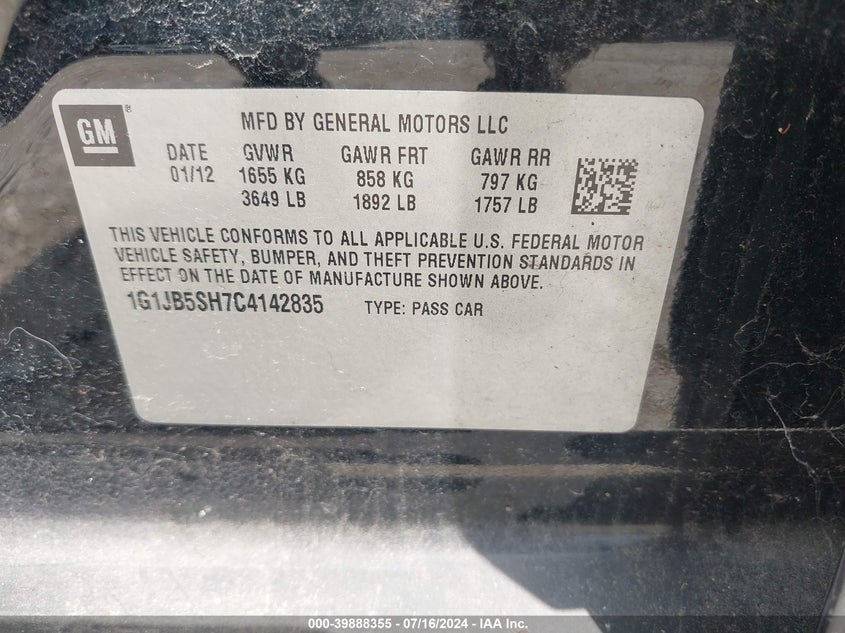 GM
®
MFD BY GENERAL MOTORS LLC
DATE GVWR GAWR FRT GAWR RR
01/12 1655 KG 858 KG 797 KG
3649 LB 1892 LB 1757 LB
THIS VEHICLE CONFORMS TO ALL APPLICABLE U.S. FEDERAL MOTOR
VEHICLE SAFETY, BUMPER, AND THEFT PREVENTION STANDARDS IN
EFFECT ON THE DATE OF MANUFACTURE SHOWN ABOVE.
1G1JB5SH7C4142835 TYPE: PASS CAR
000-39888355 - 07/16/2024 - IAA Inc.